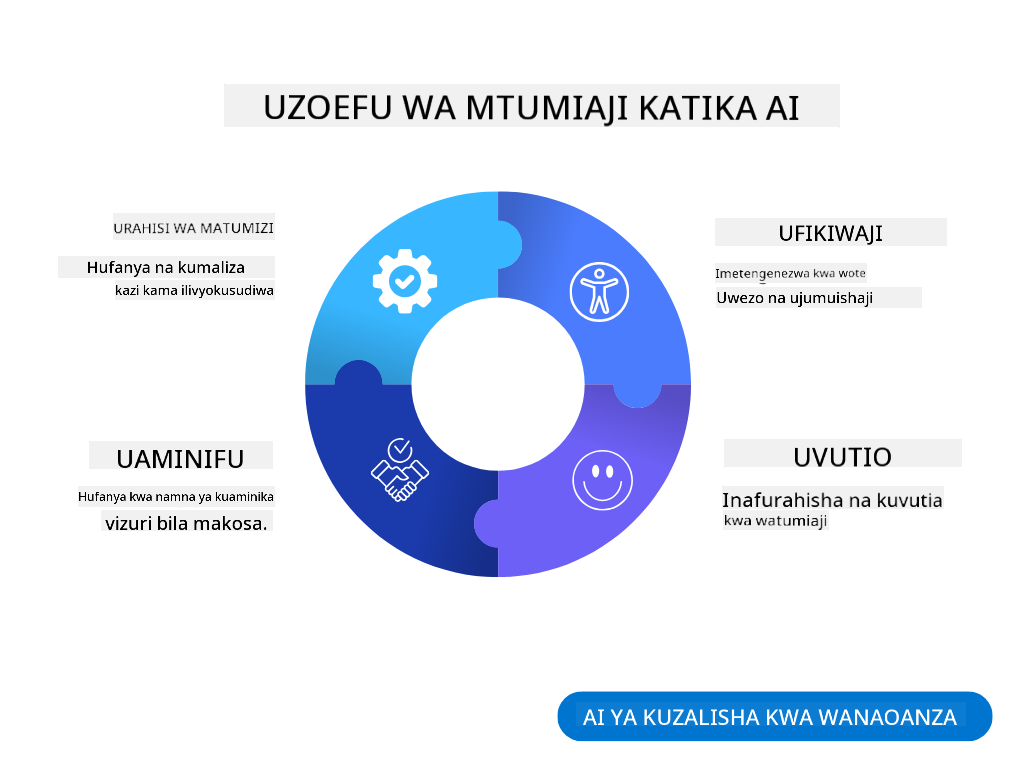 UZOEFU WA MTUMIAJI KATIKA AI
URAHISI WA MATUMIZI
Hufanya na kumaliza
kazi kama ilivyokusudiwa
UFIKIWAJI
Imetengenezwa kwa wote
Uwezo na ujumuishaji
UAMINIFU
Hufanya kwa namna ya kuaminika
vizuri bila makosa.
UVUTIO
Inafurahisha na kuvutia
kwa watumiaji
AI YA KUZALISHA KWA WANAOANZA